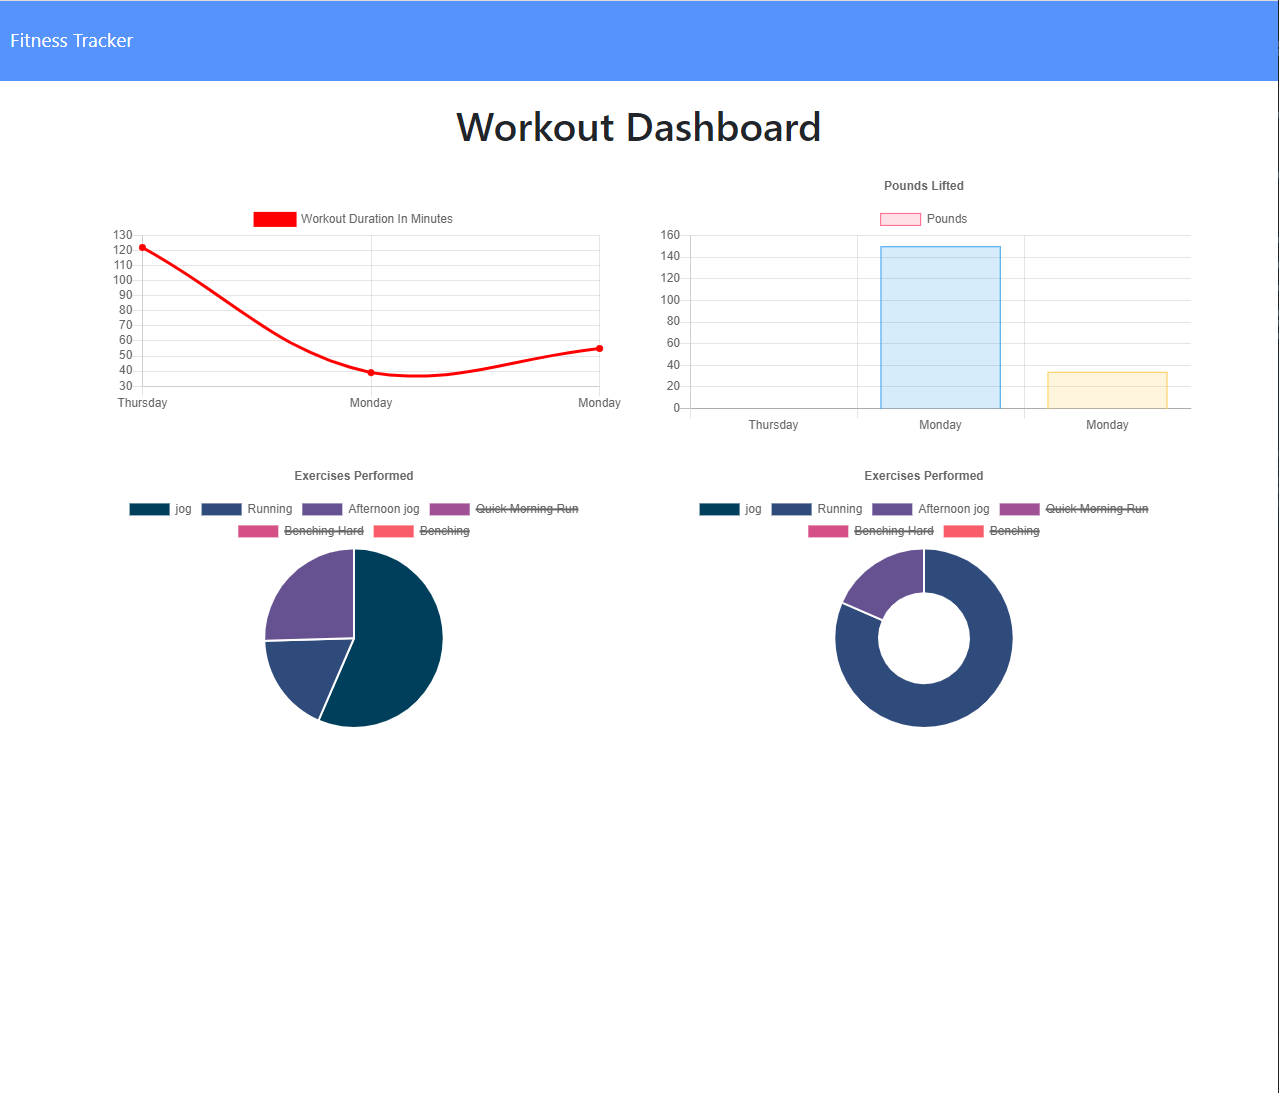 Fitness Tracker
Workout Dashboard
Workout Duration In Minutes
130
120
110
100
90
80
70
60
50
40
30
Thursday Monday Monday
Pounds Lifted
Pounds
160
140
120
100
80
60
40
20
0
Thursday Monday Monday
Exercises Performed
jog Running Afternoon jog Quick Morning Run
Benching Hard Benching
Exercises Performed
jog Running Afternoon jog Quick Morning Run
Benching Hard Benching